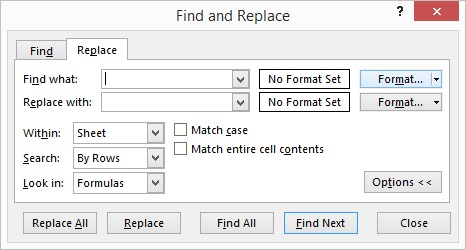 Find and Replace ?
Find Replace
Find what: No Format Set Format...
Replace with: No Format Set Format...
Within: Sheet Match case
Search: By Rows Match entire cell contents
Look in: Formulas Options <<
Replace All Replace Find All Find Next Close